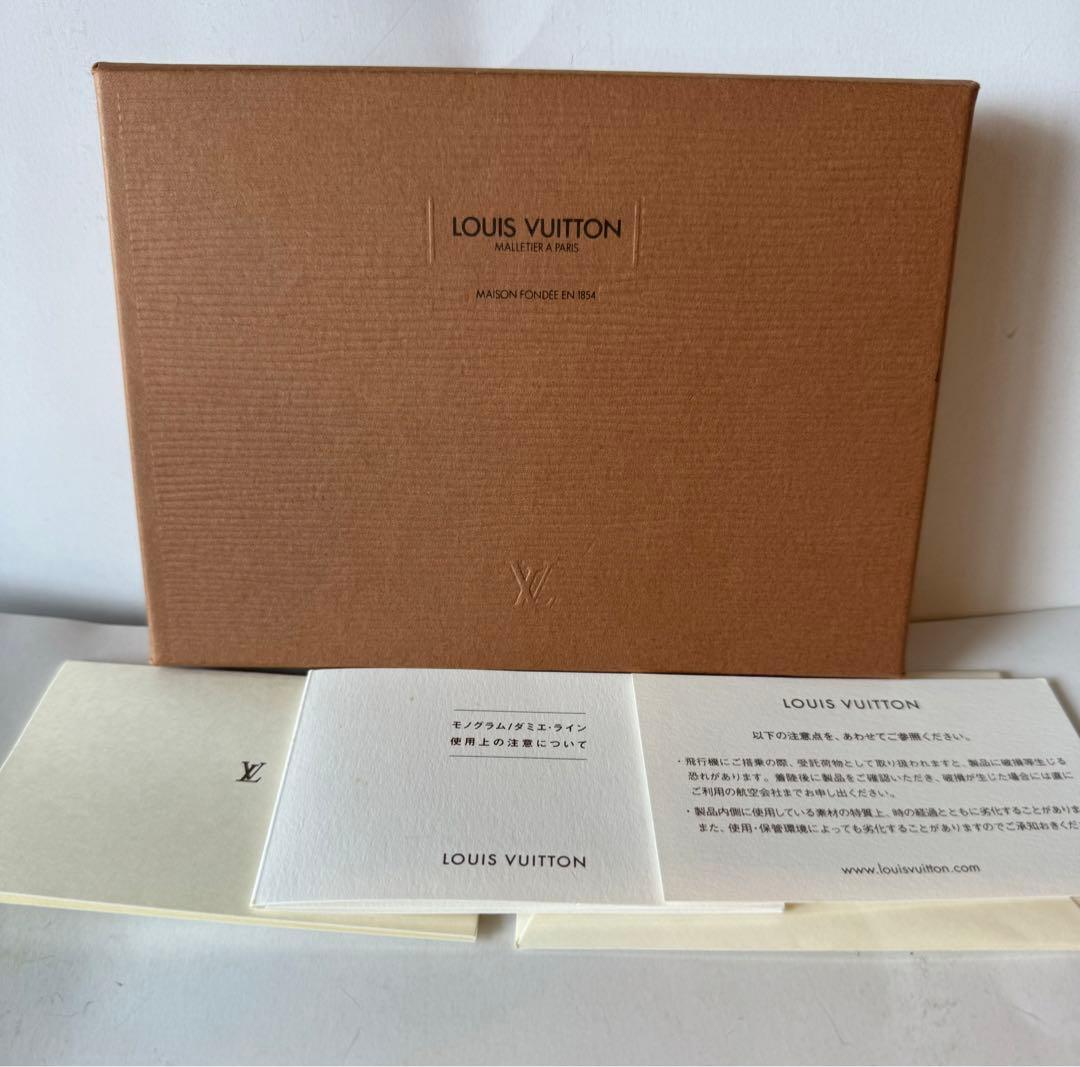 LOUIS VUITTON
MALLETIER A PARIS
MAISON FONDÉE EN 1854
LV
LV
モノグラム/ダミエ・ライン
使用上の注意について
LOUIS VUITTON
LOUIS VUITTON
以下の注意点を、あわせてご参照ください。
・飛行機にご搭乗の際、受託荷物として取り扱われますと、製品に破損等生じる
恐れがあります。着陸後に製品をご確認いただき、破損が生じた場合には直に
ご利用の航空会社までお申し出ください。
・製品内側に使用している素材の特質上、時の経過とともに劣化することがありま
また、使用・保管環境によっても劣化することがありますのでご承知おきくだ
www.louisvuitton.com